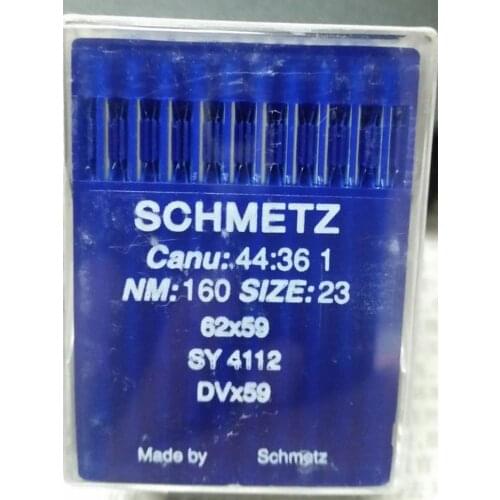 SCHMETZ
Canu: 44:36 1
NM:160 SIZE:23
62x59
SY 4112
DVx59
Made by Schmetz